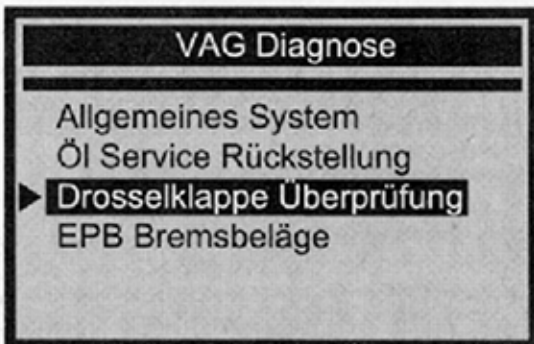 VAG Diagnose
Allgemeines System
Öl Service Rückstellung
Drosselklappe Überprüfung
EPB Bremsbeläge